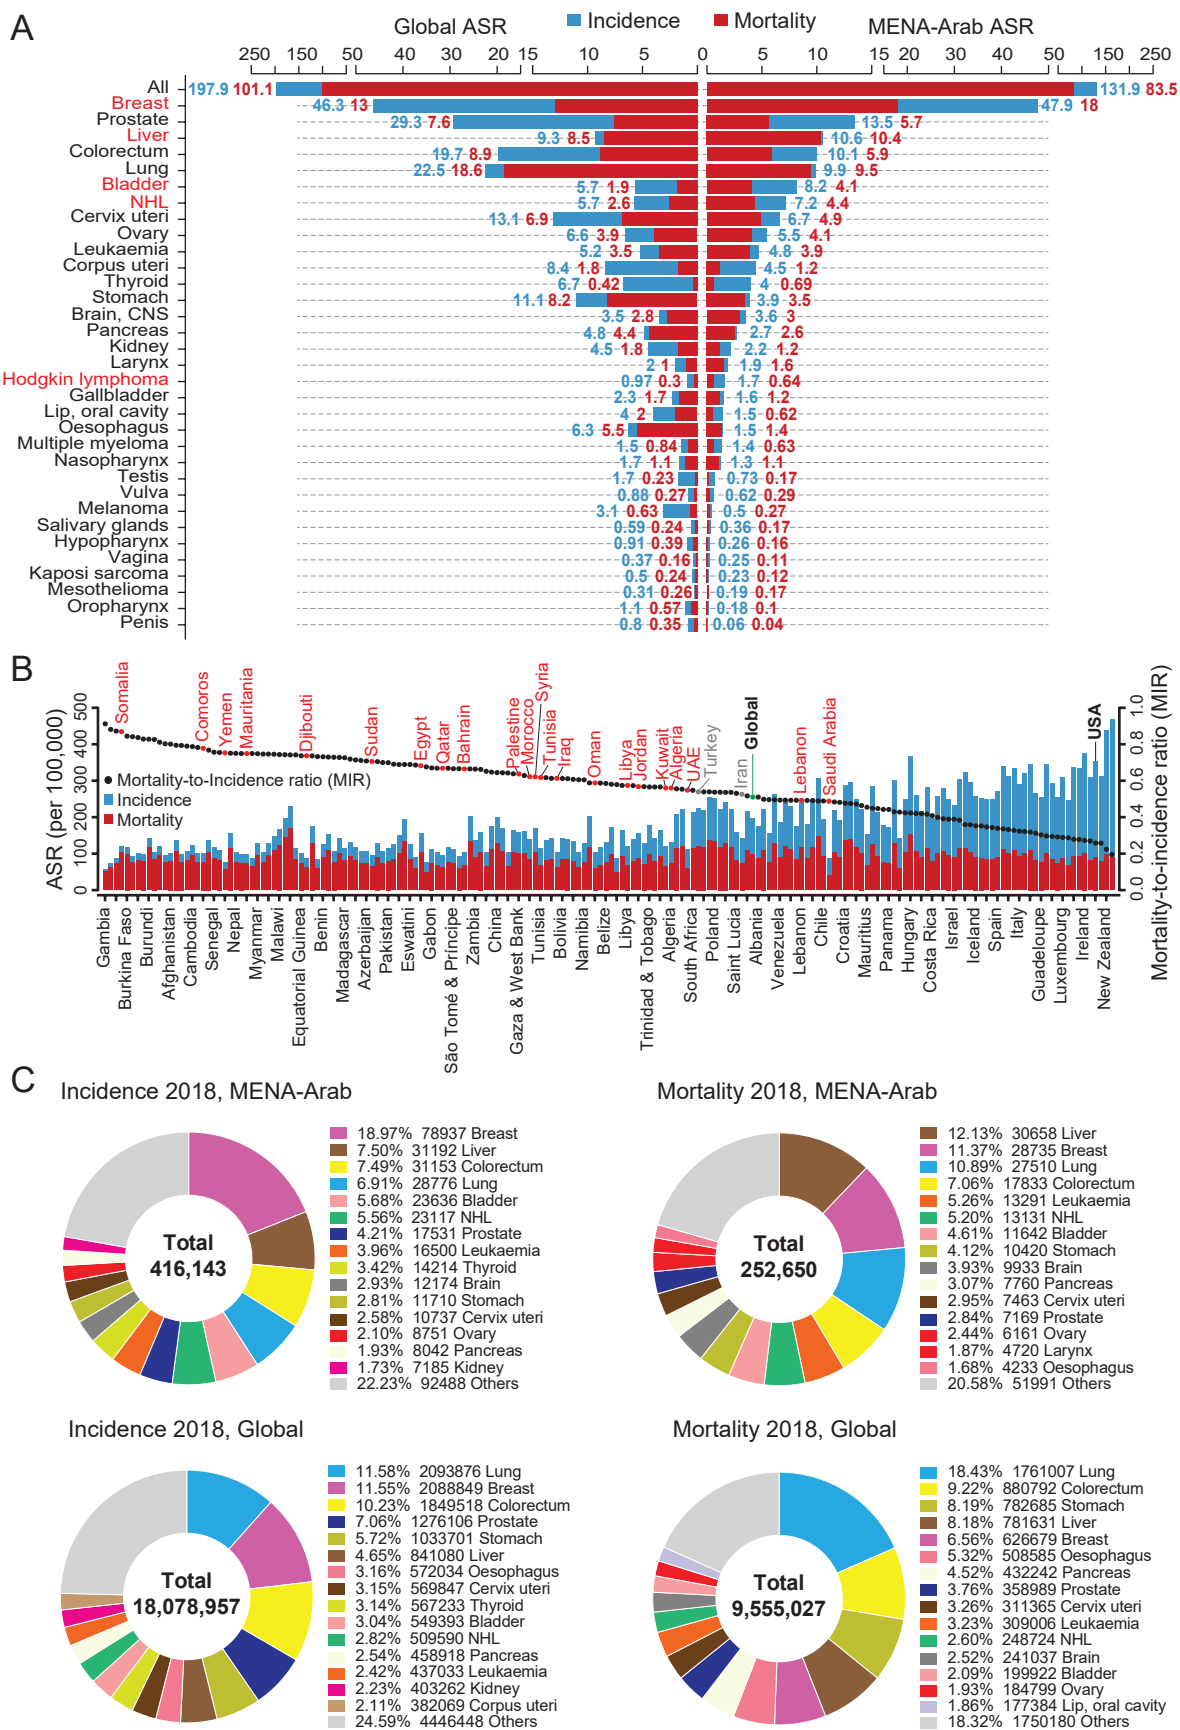 A
Global ASR
Incidence
Mortality
MENA-Arab ASR
250 150 50 40 30 20 15 10 5 0 5 10 15 20 30 40 50 150 250
All 197.9 101.1 131.9 83.5
Breast 46.3 13 47.9 18
Prostate 29.3 7.6 13.5 5.7
Liver 9.3 8.5 10.6 10.4
Colorectum 19.7 8.9 10.1 5.9
Lung 22.5 18.6 9.9 9.5
Bladder 5.7 1.9 8.2 4.1
NHL 5.7 2.6 7.2 4.4
Cervix uteri 13.1 6.9 6.7 4.9
Ovary 6.6 3.9 5.5 4.1
Leukaemia 5.2 3.5 4.8 3.9
Corpus uteri 8.4 1.8 4.5 1.2
Thyroid 6.7 0.42 4 0.69
Stomach 11.1 8.2 3.9 3.5
Brain, CNS 3.5 2.8 3.6 3
Pancreas 4.8 4.4 2.7 2.6
Kidney 4.5 1.8 2.2 1.2
Larynx 2 1 1.9 1.6
Hodgkin lymphoma 0.97 0.3 1.7 0.64
Gallbladder 2.3 1.7 1.6 1.2
Lip, oral cavity 4 2 1.5 0.62
Oesophagus 6.3 5.5 1.5 1.4
Multiple myeloma 1.5 0.84 1.4 0.63
Nasopharynx 1.7 1.1 1.3 1.1
Testis 1.7 0.23 0.73 0.17
Vulva 0.88 0.27 0.62 0.29
Melanoma 3.1 0.63 0.5 0.27
Salivary glands 0.59 0.24 0.36 0.17
Hypopharynx 0.91 0.39 0.26 0.16
Vagina 0.37 0.16 0.25 0.11
Kaposi sarcoma 0.5 0.24 0.23 0.12
Mesothelioma 0.31 0.26 0.19 0.17
Oropharynx 1.1 0.57 0.18 0.1
Penis 0.8 0.35 0.06 0.04
B
ASR (per 100,000)
500
400
300
200
100
0
Somalia
Comoros
Yemen
Mauritania
Djibouti
Sudan
Egypt
Qatar
Bahrain
Palestine
Morocco
Syria
Tunisia
Iraq
Oman
Libya
Jordan
Kuwait
Algeria
UAE
Turkey
Iran
Global
Lebanon
Saudi Arabia
USA
Mortality-to-Incidence ratio (MIR)
Incidence
Mortality
1.0
0.8
0.6
0.4
0.2
0.0
Mortality-to-incidence ratio (MIR)
Gambia
Burkina Faso
Burundi
Afghanistan
Cambodia
Senegal
Nepal
Myanmar
Malawi
Equatorial Guinea
Benin
Madagascar
Azerbaijan
Pakistan
Eswatini
Gabon
São Tomé & Príncipe
Zambia
China
Gaza & West Bank
Tunisia
Bolivia
Namibia
Belize
Libya
Trinidad & Tobago
Algeria
South Africa
Poland
Saint Lucia
Albania
Venezuela
Lebanon
Chile
Croatia
Mauritius
Panama
Hungary
Costa Rica
Israel
Iceland
Spain
Italy
Guadeloupe
Luxembourg
Ireland
New Zealand
C
Incidence 2018, MENA-Arab
Total
416,143
18.97% 78937 Breast
7.50% 31192 Liver
7.49% 31153 Colorectum
6.91% 28776 Lung
5.68% 23636 Bladder
5.56% 23117 NHL
4.21% 17531 Prostate
3.96% 16500 Leukaemia
3.42% 14214 Thyroid
2.93% 12174 Brain
2.81% 11710 Stomach
2.58% 10737 Cervix uteri
2.10% 8751 Ovary
1.93% 8042 Pancreas
1.73% 7185 Kidney
22.23% 92488 Others
Mortality 2018, MENA-Arab
Total
252,650
12.13% 30658 Liver
11.37% 28735 Breast
10.89% 27510 Lung
7.06% 17833 Colorectum
5.26% 13291 Leukaemia
5.20% 13131 NHL
4.61% 11642 Bladder
4.12% 10420 Stomach
3.93% 9933 Brain
3.07% 7760 Pancreas
2.95% 7463 Cervix uteri
2.84% 7169 Prostate
2.44% 6161 Ovary
1.87% 4720 Larynx
1.68% 4233 Oesophagus
20.58% 51991 Others
Incidence 2018, Global
Total
18,078,957
11.58% 2093876 Lung
11.55% 2088849 Breast
10.23% 1849518 Colorectum
7.06% 1276106 Prostate
5.72% 1033701 Stomach
4.65% 841080 Liver
3.16% 572034 Oesophagus
3.15% 569847 Cervix uteri
3.14% 567233 Thyroid
3.04% 549393 Bladder
2.82% 509590 NHL
2.54% 458918 Pancreas
2.42% 437033 Leukaemia
2.23% 403262 Kidney
2.11% 382069 Corpus uteri
24.59% 4446448 Others
Mortality 2018, Global
Total
9,555,027
18.43% 1761007 Lung
9.22% 880792 Colorectum
8.19% 782685 Stomach
8.18% 781631 Liver
6.56% 626679 Breast
5.32% 508585 Oesophagus
4.52% 432242 Pancreas
3.76% 358989 Prostate
3.26% 311365 Cervix uteri
3.23% 309006 Leukaemia
2.60% 248724 NHL
2.52% 241037 Brain
2.09% 199922 Bladder
1.93% 184799 Ovary
1.86% 177384 Lip, oral cavity
18.32% 1750180 Others